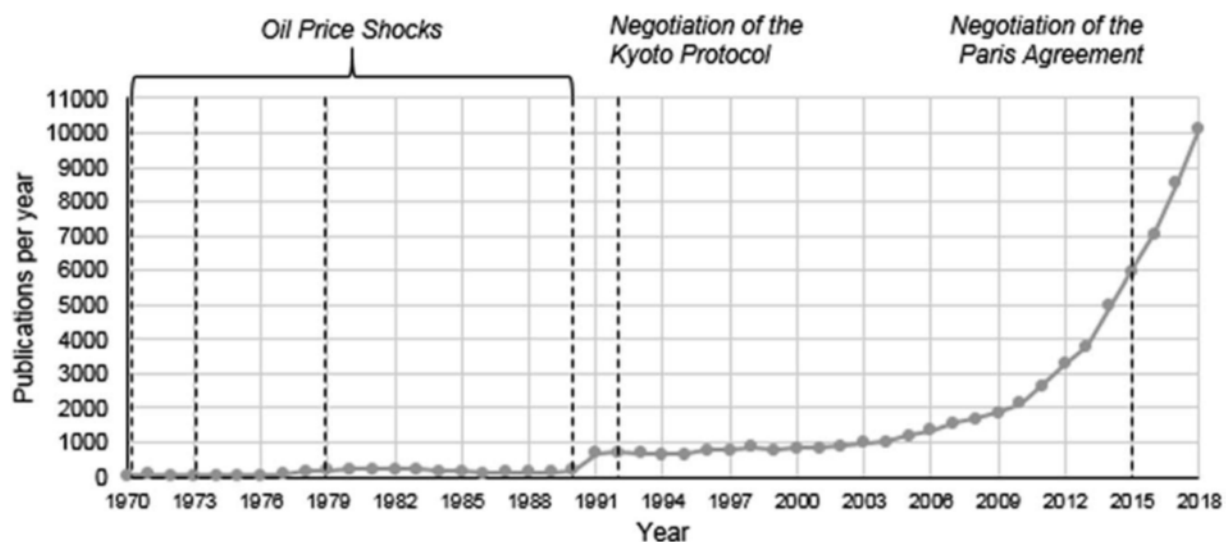 Oil Price Shocks
Negotiation of the
Kyoto Protocol
Negotiation of the
Paris Agreement
Publications per year
11000
10000
9000
8000
7000
6000
5000
4000
3000
2000
1000
0
1970 1973 1976 1979 1982 1985 1988 1991 1994 1997 2000 2003 2006 2009 2012 2015 2018
Year